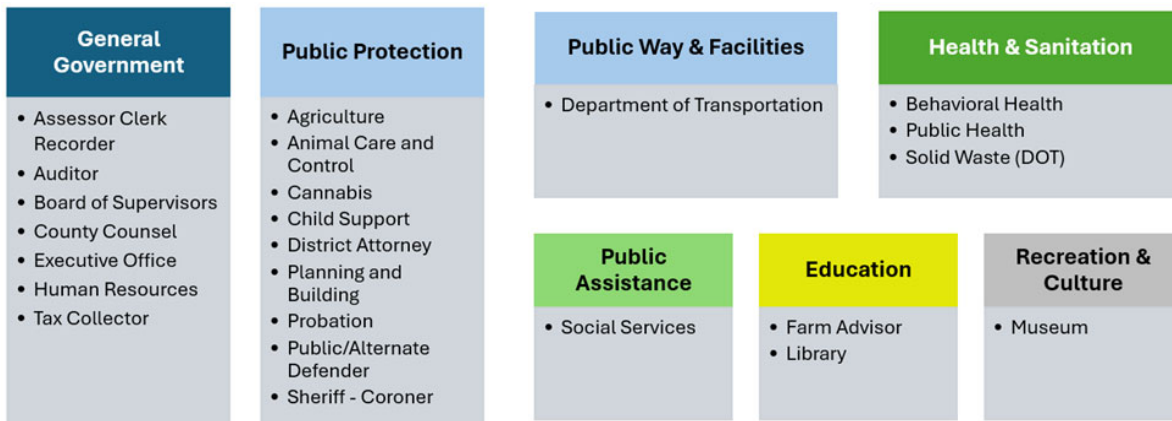 General
Government
• Assessor Clerk
Recorder
• Auditor
• Board of Supervisors
• County Counsel
• Executive Office
• Human Resources
• Tax Collector
Public Protection
• Agriculture
• Animal Care and
Control
• Cannabis
• Child Support
• District Attorney
• Planning and
Building
• Probation
• Public/Alternate
Defender
• Sheriff - Coroner
Public Way & Facilities
• Department of Transportation
Health & Sanitation
• Behavioral Health
• Public Health
• Solid Waste (DOT)
Public
Assistance
• Social Services
Education
• Farm Advisor
• Library
Recreation &
Culture
• Museum